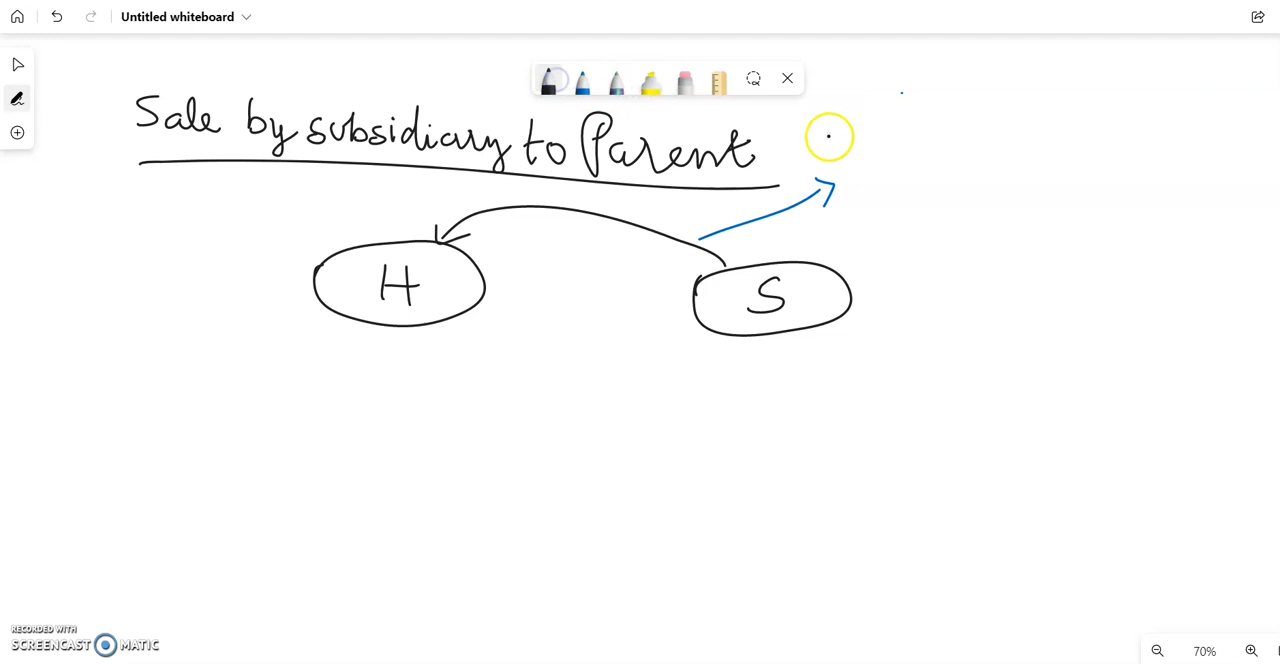 Untitled whiteboard
Sale by subsidiary to Parent
H
S
RECORDED WITH
SCREENCAST MATIC
70%